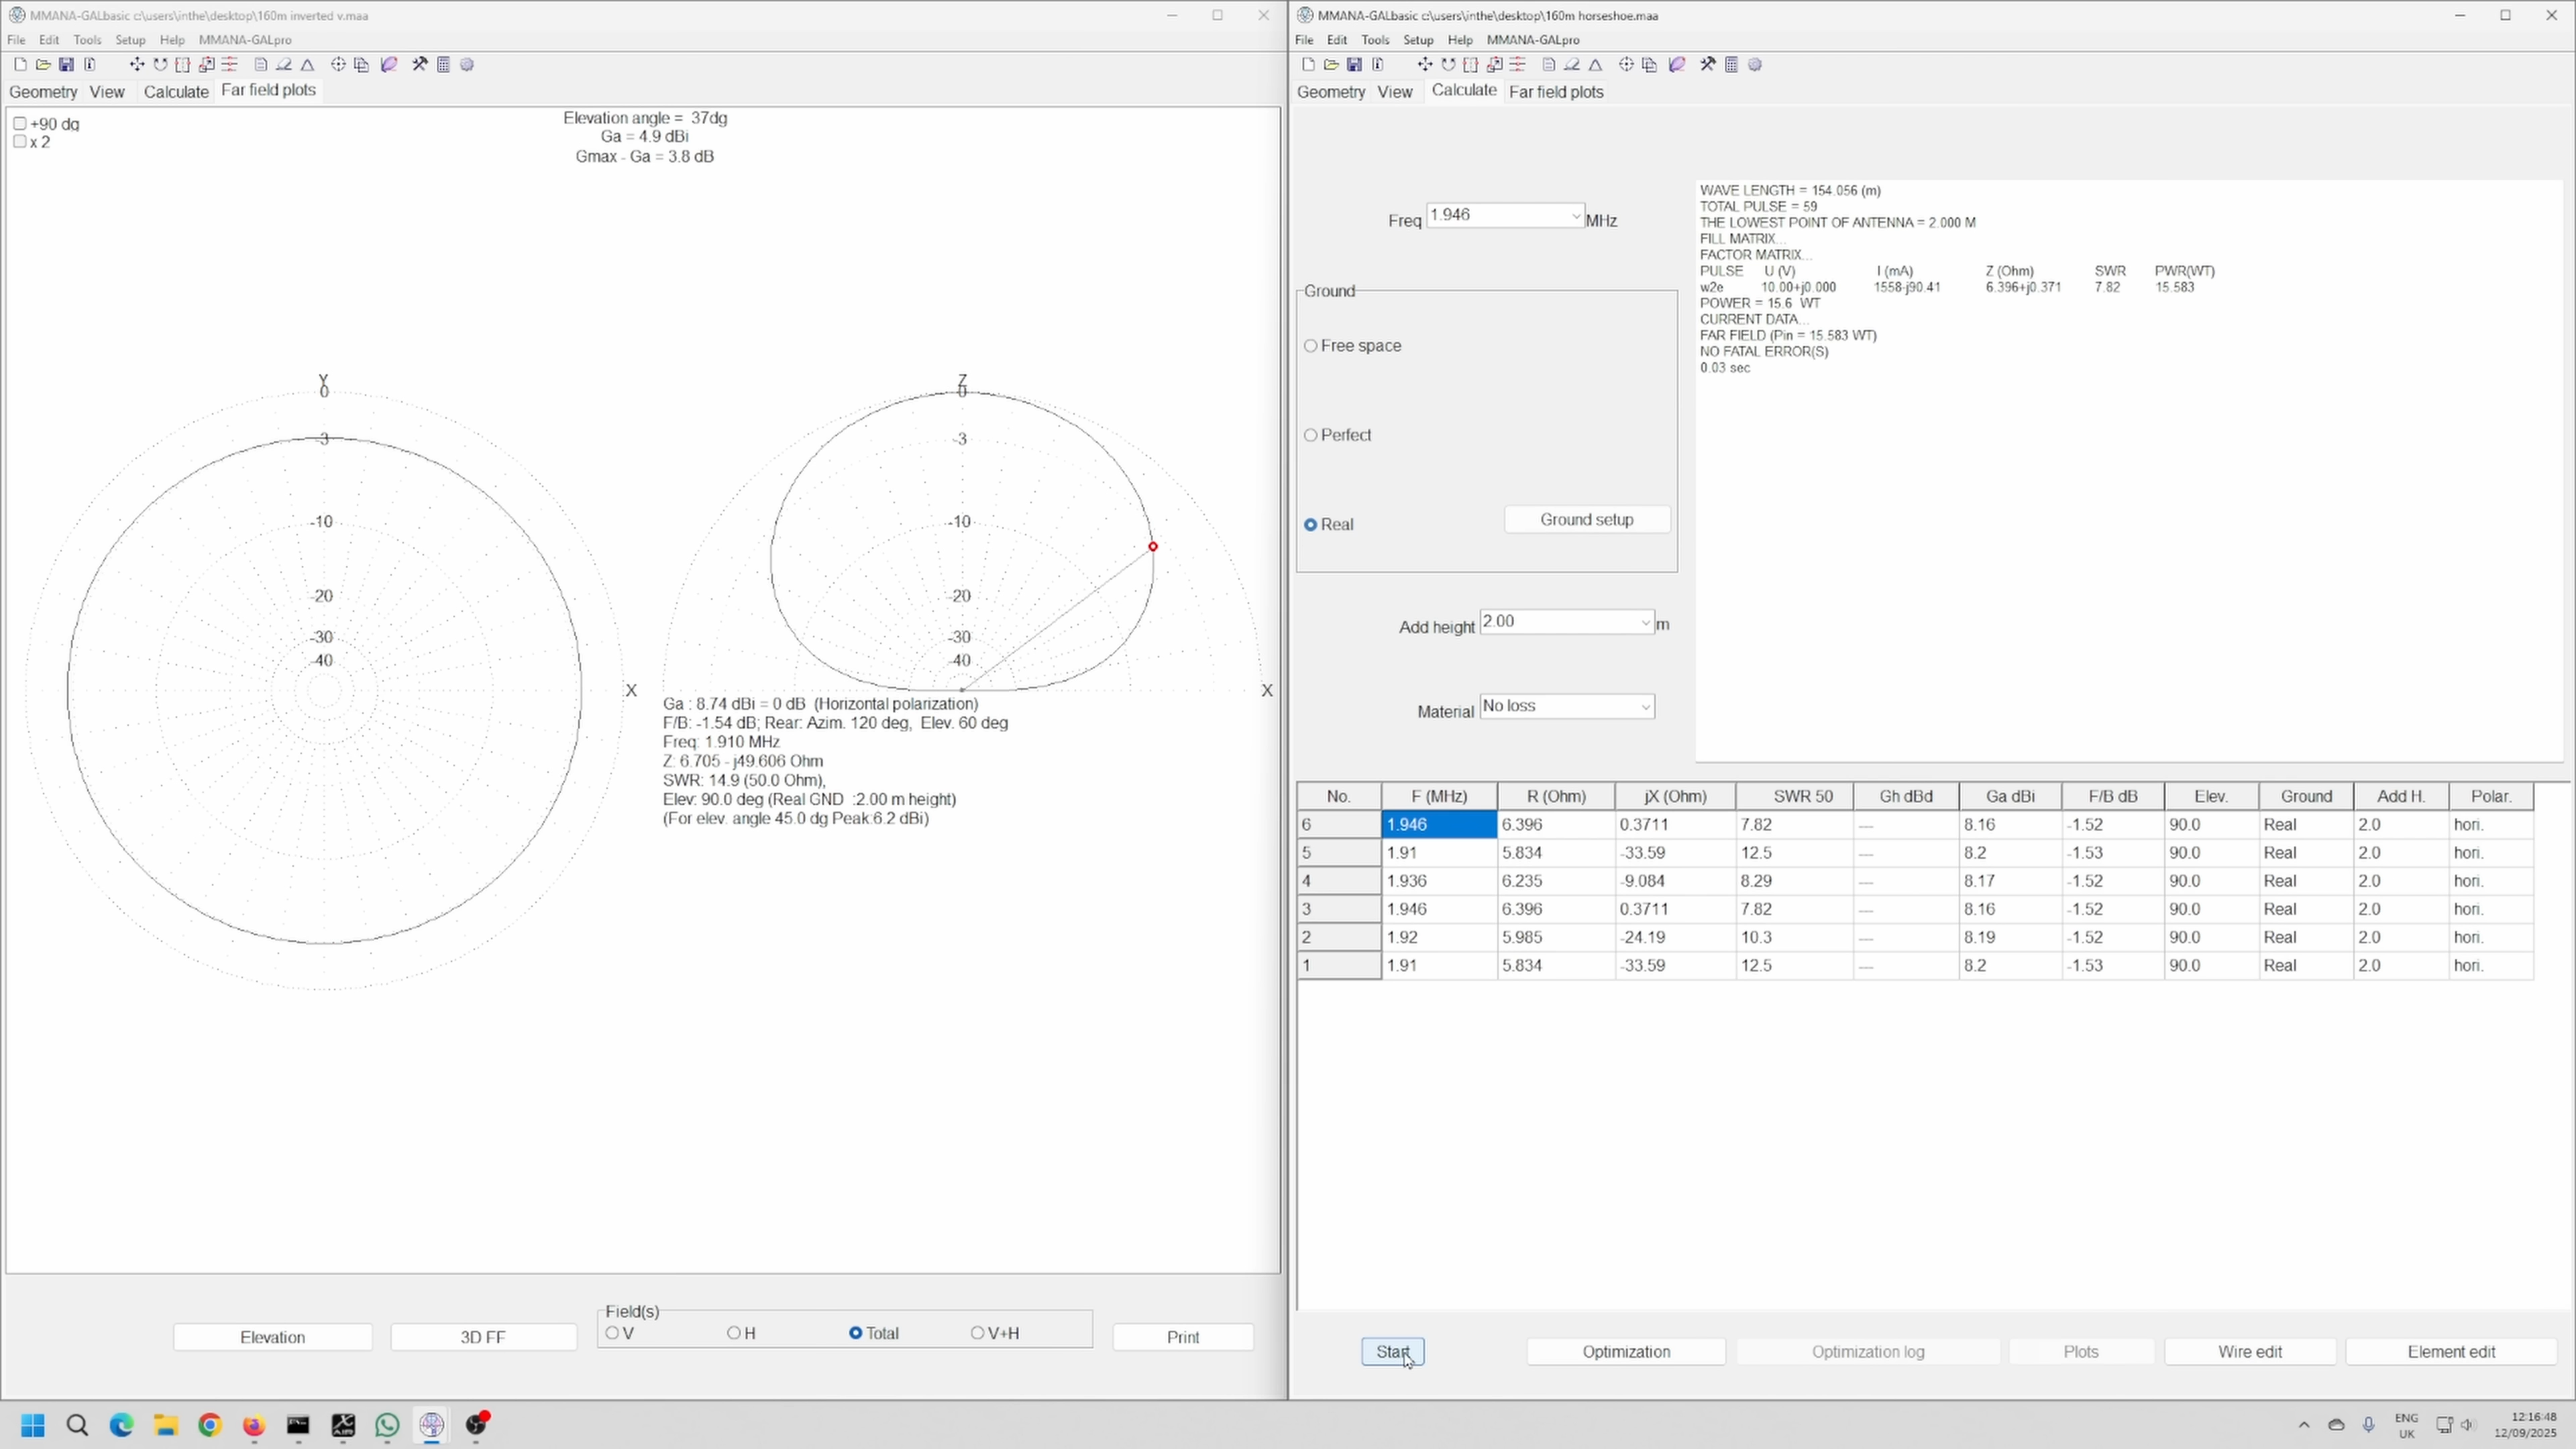 MMANA-GALbasic c:\users\inthe\desktop\160m inverted v.maa
File Edit Tools Setup Help MMANA-GALpro
Geometry View Calculate Far field plots
+90 dg
x 2
Elevation angle = 37dg
Ga = 4.9 dBi
Gmax - Ga = 3.8 dB
Y
0
-3
-10
-20
-30
-40
X
Z
0
-3
-10
-20
-30
-40
X
Ga : 8.74 dBi = 0 dB (Horizontal polarization)
F/B: -1.54 dB; Rear: Azim. 120 deg, Elev. 60 deg
Freq: 1.910 MHz
Z: 6.705 - j49.606 Ohm
SWR: 14.9 (50.0 Ohm),
Elev: 90.0 deg (Real GND :2.00 m height)
(For elev. angle 45.0 dg Peak:6.2 dBi)
Elevation
3D FF
Field(s)
V H Total V+H
Print
MMANA-GALbasic c:\users\inthe\desktop\160m horseshoe.maa
File Edit Tools Setup Help MMANA-GALpro
Geometry View Calculate Far field plots
Freq 1.946 MHz
Ground
Free space
Perfect
Real
Ground setup
Add height 2.00 m
Material No loss
WAVE LENGTH = 154.056 (m)
TOTAL PULSE = 59
THE LOWEST POINT OF ANTENNA = 2.000 M
FILL MATRIX...
FACTOR MATRIX...
PULSE U (V) I (mA) Z (Ohm) SWR PWR(WT)
w2e 10.00+j0.000 1558-j90.41 6.396+j0.371 7.82 15.583
POWER = 15.6 WT
CURRENT DATA...
FAR FIELD (Pin = 15.583 WT)
NO FATAL ERROR(S)
0.03 sec
No. F (MHz) R (Ohm) jX (Ohm) SWR 50 Gh dBd Ga dBi F/B dB Elev. Ground Add H. Polar.
6 1.946 6.396 0.3711 7.82 --- 8.16 -1.52 90.0 Real 2.0 hori.
5 1.91 5.834 -33.59 12.5 --- 8.2 -1.53 90.0 Real 2.0 hori.
4 1.936 6.235 -9.084 8.29 --- 8.17 -1.52 90.0 Real 2.0 hori.
3 1.946 6.396 0.3711 7.82 --- 8.16 -1.52 90.0 Real 2.0 hori.
2 1.92 5.985 -24.19 10.3 --- 8.19 -1.52 90.0 Real 2.0 hori.
1 1.91 5.834 -33.59 12.5 --- 8.2 -1.53 90.0 Real 2.0 hori.
Start Optimization Optimization log Plots Wire edit Element edit
ENG
UK
12:16:48
12/09/2025